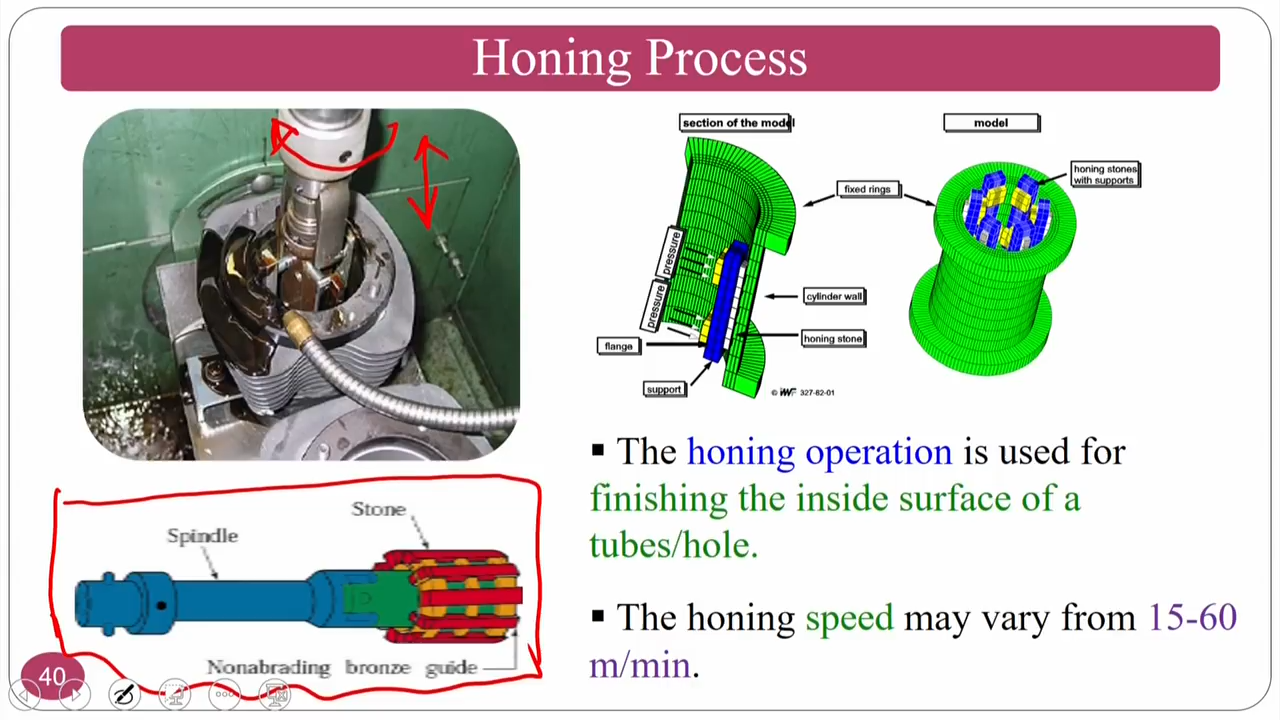 Honing Process
section of the model
model
honing stones
with supports
fixed rings
pressure
pressure
cylinder wall
honing stone
flange
support
© iWF 327-82-01
▪ The honing operation is used for
finishing the inside surface of a
tubes/hole.
▪ The honing speed may vary from 15-60
m/min.
Stone
Spindle
Nonabrading bronze guide
40